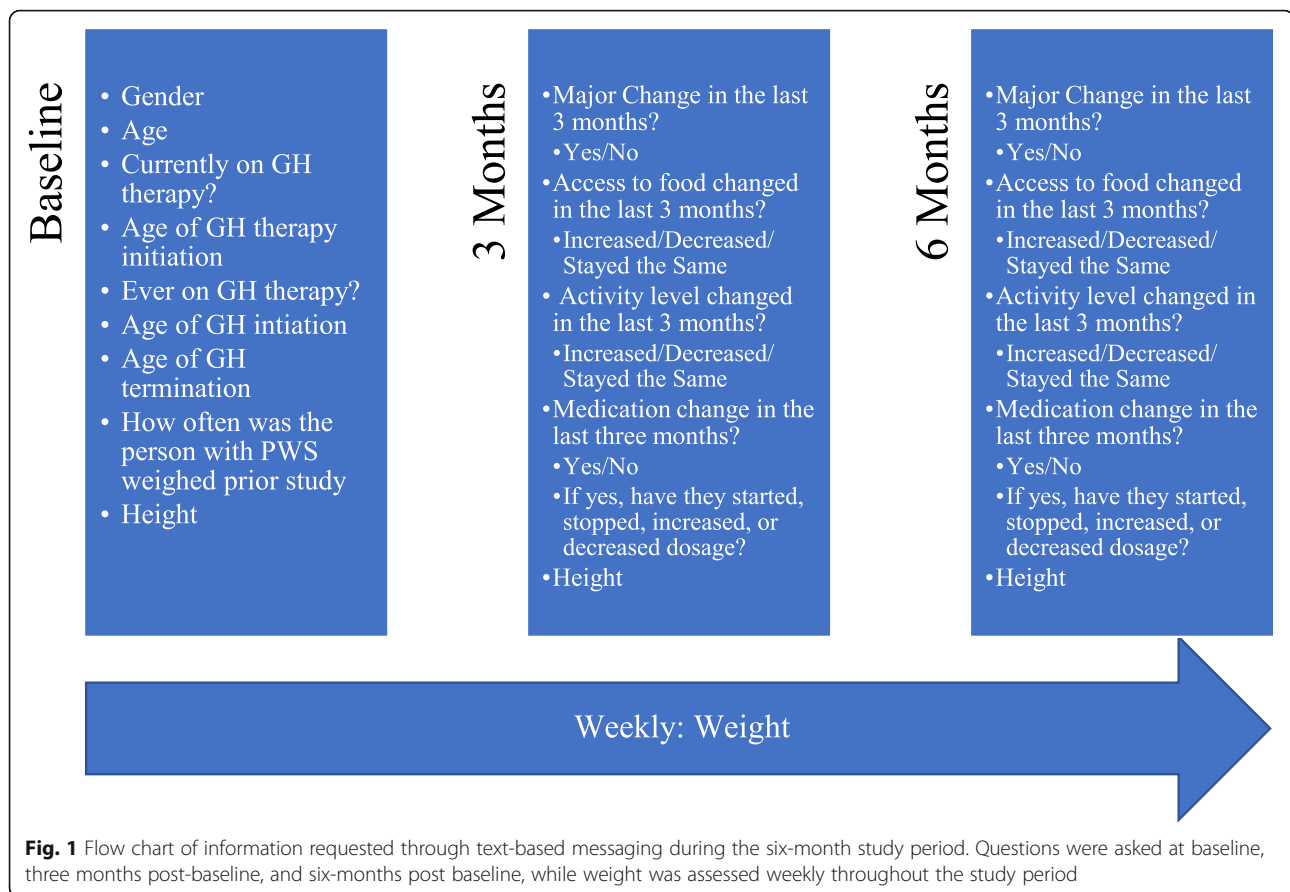 Baseline
• Gender
• Age
• Currently on GH
therapy?
• Age of GH therapy
initiation
• Ever on GH therapy?
• Age of GH intiation
• Age of GH
termination
• How often was the
person with PWS
weighed prior study
• Height
3 Months
•Major Change in the last
3 months?
•Yes/No
•Access to food changed
in the last 3 months?
•Increased/Decreased/
Stayed the Same
• Activity level changed
in the last 3 months?
•Increased/Decreased/
Stayed the Same
•Medication change in the
last three months?
•Yes/No
•If yes, have they started,
stopped, increased, or
decreased dosage?
•Height
6 Months
•Major Change in the last
3 months?
•Yes/No
•Access to food changed
in the last 3 months?
•Increased/Decreased/
Stayed the Same
•Activity level changed in
the last 3 months?
•Increased/Decreased/
Stayed the Same
•Medication change in the
last three months?
•Yes/No
•If yes, have they started,
stopped, increased, or
decreased dosage?
•Height
Weekly: Weight
Fig. 1 Flow chart of information requested through text-based messaging during the six-month study period. Questions were asked at baseline,
three months post-baseline, and six-months post baseline, while weight was assessed weekly throughout the study period